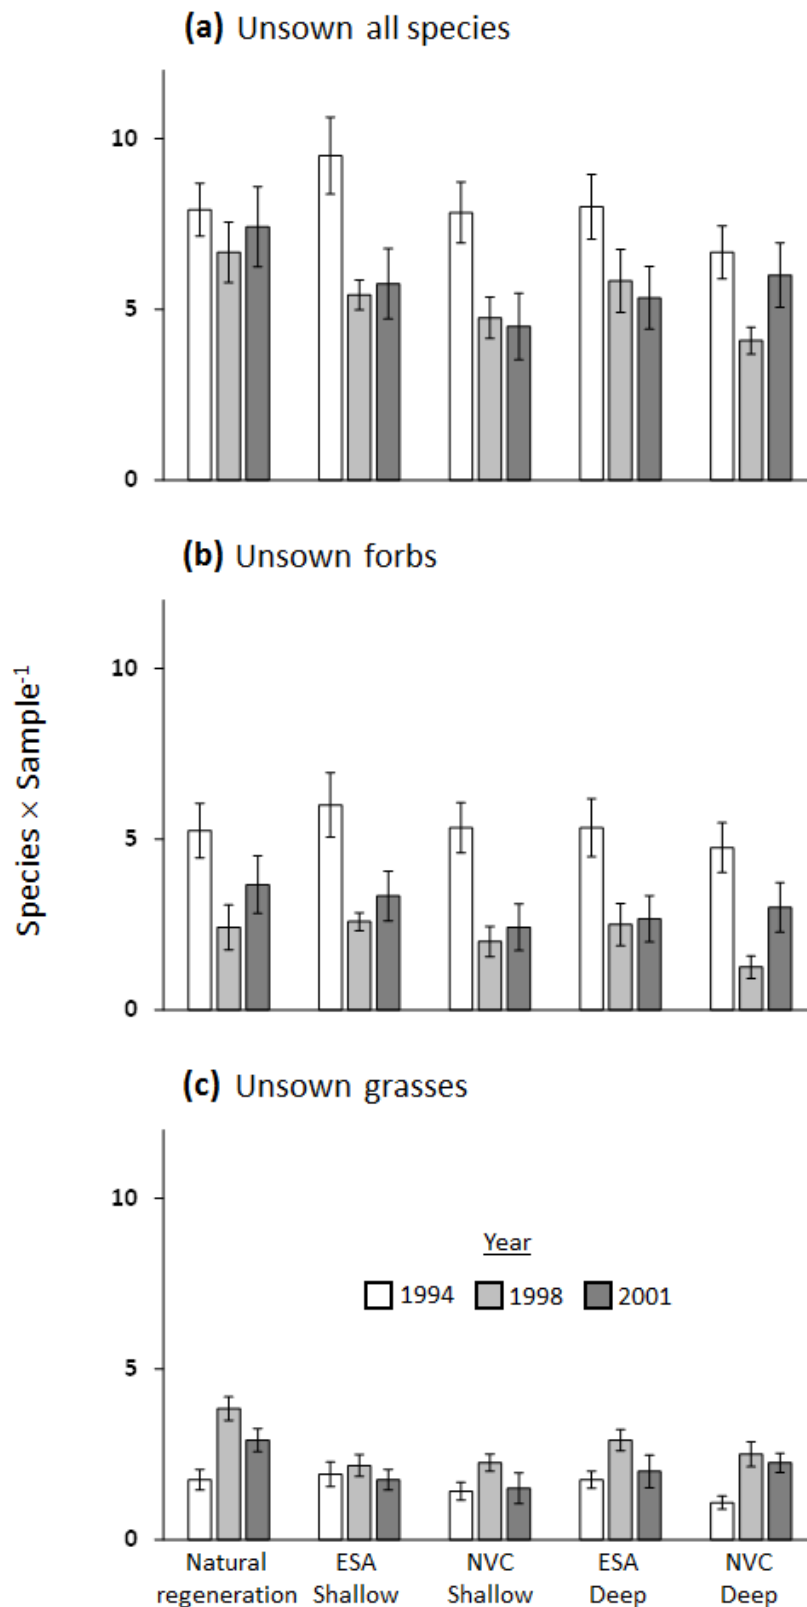 (a) Unsown all species
10
5
0
(b) Unsown forbs
10
5
0
Species × Sample-1
(c) Unsown grasses
10
Year
1994 1998 2001
5
0
Natural ESA NVC ESA NVC
regeneration Shallow Shallow Deep Deep